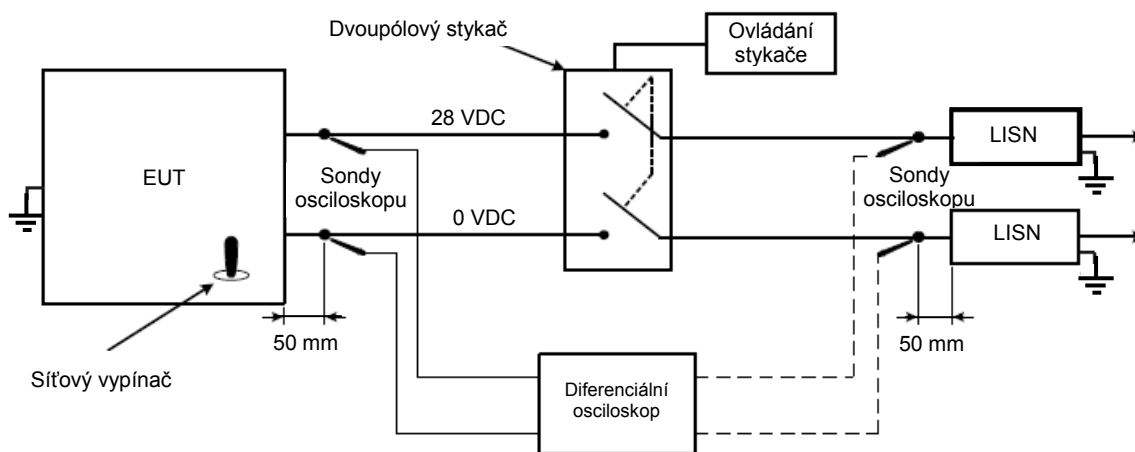 Dvoupólový stykač
Ovládání
stykače
28 VDC
LISN
EUT
Sondy
osciloskopu
Sondy
osciloskopu
0 VDC
LISN
50 mm
50 mm
Síťový vypínač
Diferenciální
osciloskop